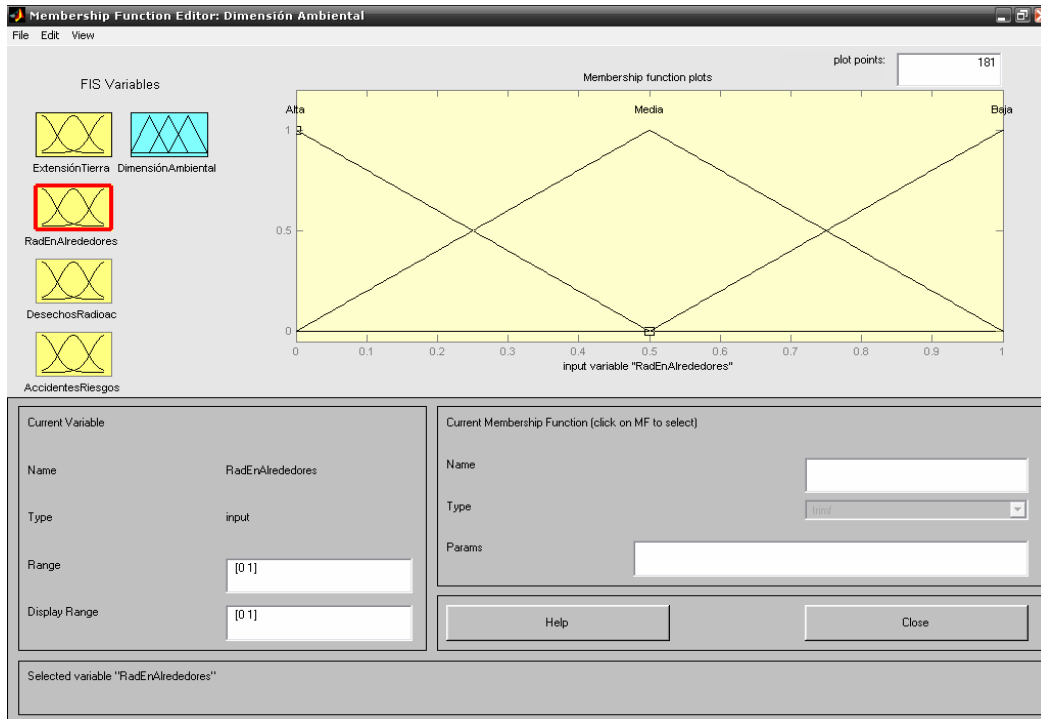 Membership Function Editor: Dimensión Ambiental
File Edit View
FIS Variables
plot points: 181
Membership function plots
ExtensiónTierra DimensiónAmbiental
RadEnAlrededores
DesechosRadioac
AccidentesRiesgos
Alta Media Baja
1
0.5
0
0 0.1 0.2 0.3 0.4 0.5 0.6 0.7 0.8 0.9 1
input variable "RadEnAlrededores"
Current Variable
Name RadEnAlrededores
Type input
Range [0 1]
Display Range [0 1]
Current Membership Function (click on MF to select)
Name
Type trimf
Params
Help Close
Selected variable "RadEnAlrededores"